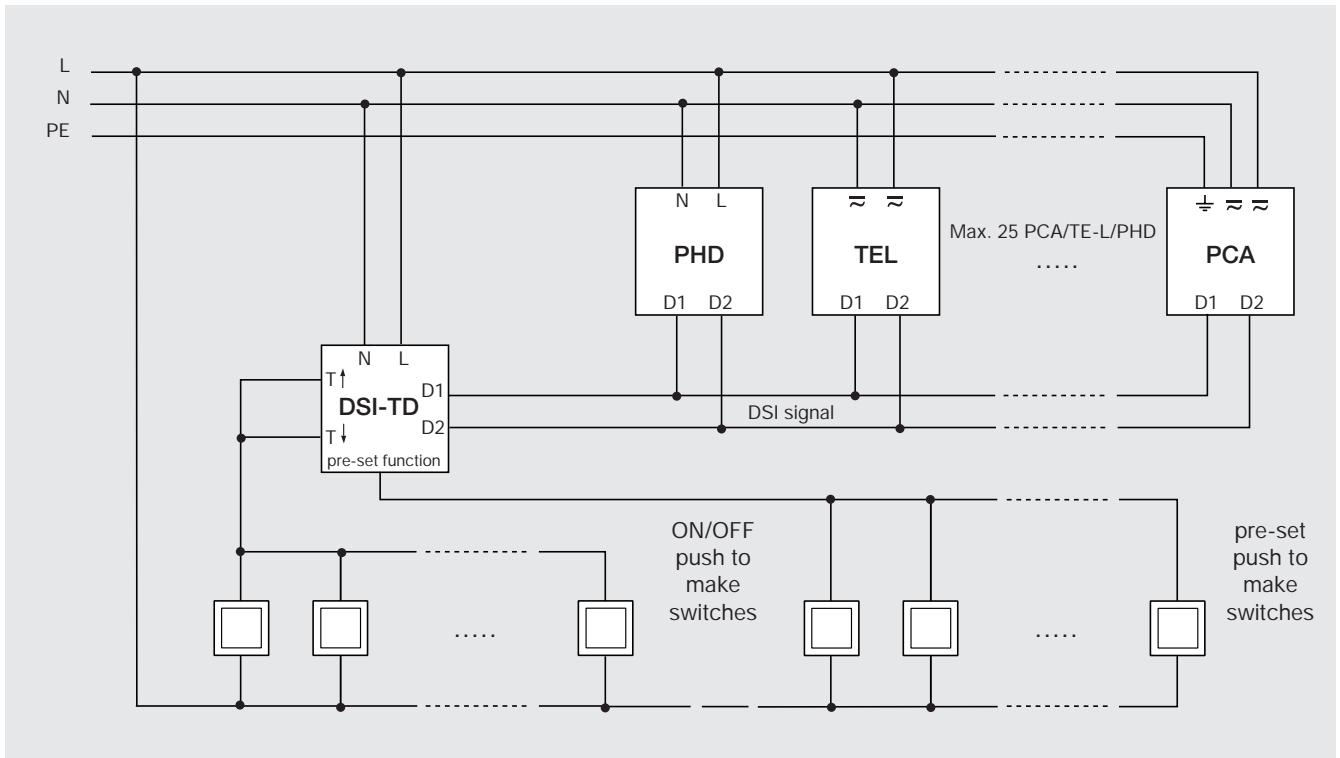 L
N
PE
N L
PHD
D1 D2
TEL
D1 D2
Max. 25 PCA/TE-L/PHD
.....
PCA
D1 D2
N L
T↑
D1
DSI-TD
D2
T↓
pre-set function
DSI signal
ON/OFF
push to
make
switches
pre-set
push to
make
switches
.....
.....